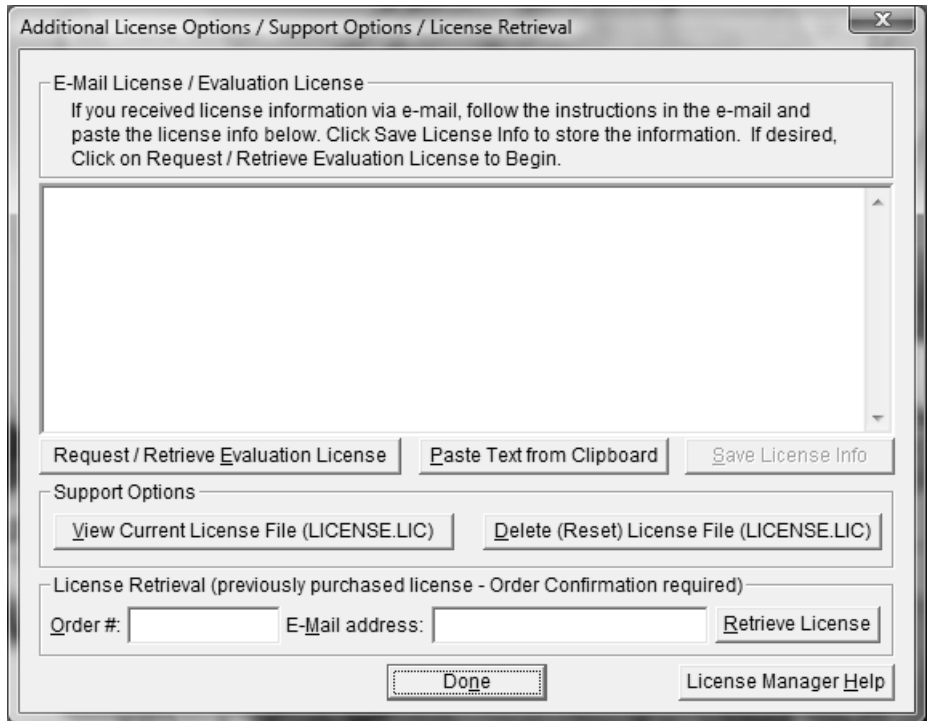 Additional License Options / Support Options / License Retrieval
E-Mail License / Evaluation License
If you received license information via e-mail, follow the instructions in the e-mail and
paste the license info below. Click Save License Info to store the information. If desired,
Click on Request / Retrieve Evaluation License to Begin.
Request / Retrieve Evaluation License
Paste Text from Clipboard
Save License Info
Support Options
View Current License File (LICENSE.LIC)
Delete (Reset) License File (LICENSE.LIC)
License Retrieval (previously purchased license - Order Confirmation required)
Order #:
E-Mail address:
Retrieve License
Done
License Manager Help